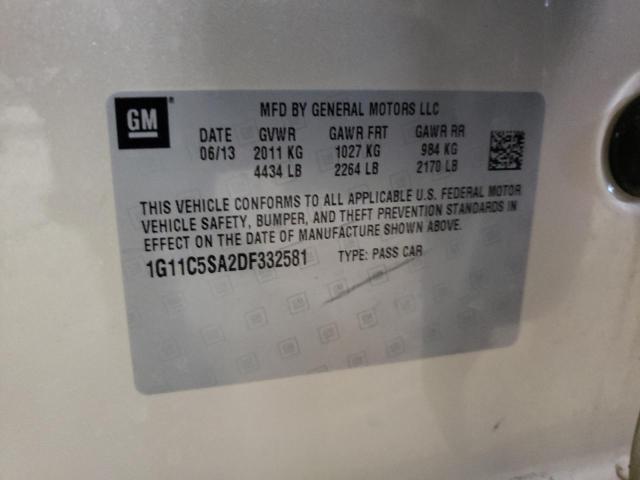 GM ®
MFD BY GENERAL MOTORS LLC
DATE GVWR GAWR FRT GAWR RR
06/13 2011 KG 1027 KG 984 KG
4434 LB 2264 LB 2170 LB
THIS VEHICLE CONFORMS TO ALL APPLICABLE U.S. FEDERAL MOTOR
VEHICLE SAFETY, BUMPER, AND THEFT PREVENTION STANDARDS IN
EFFECT ON THE DATE OF MANUFACTURE SHOWN ABOVE.
1G11C5SA2DF332581 TYPE: PASS CAR